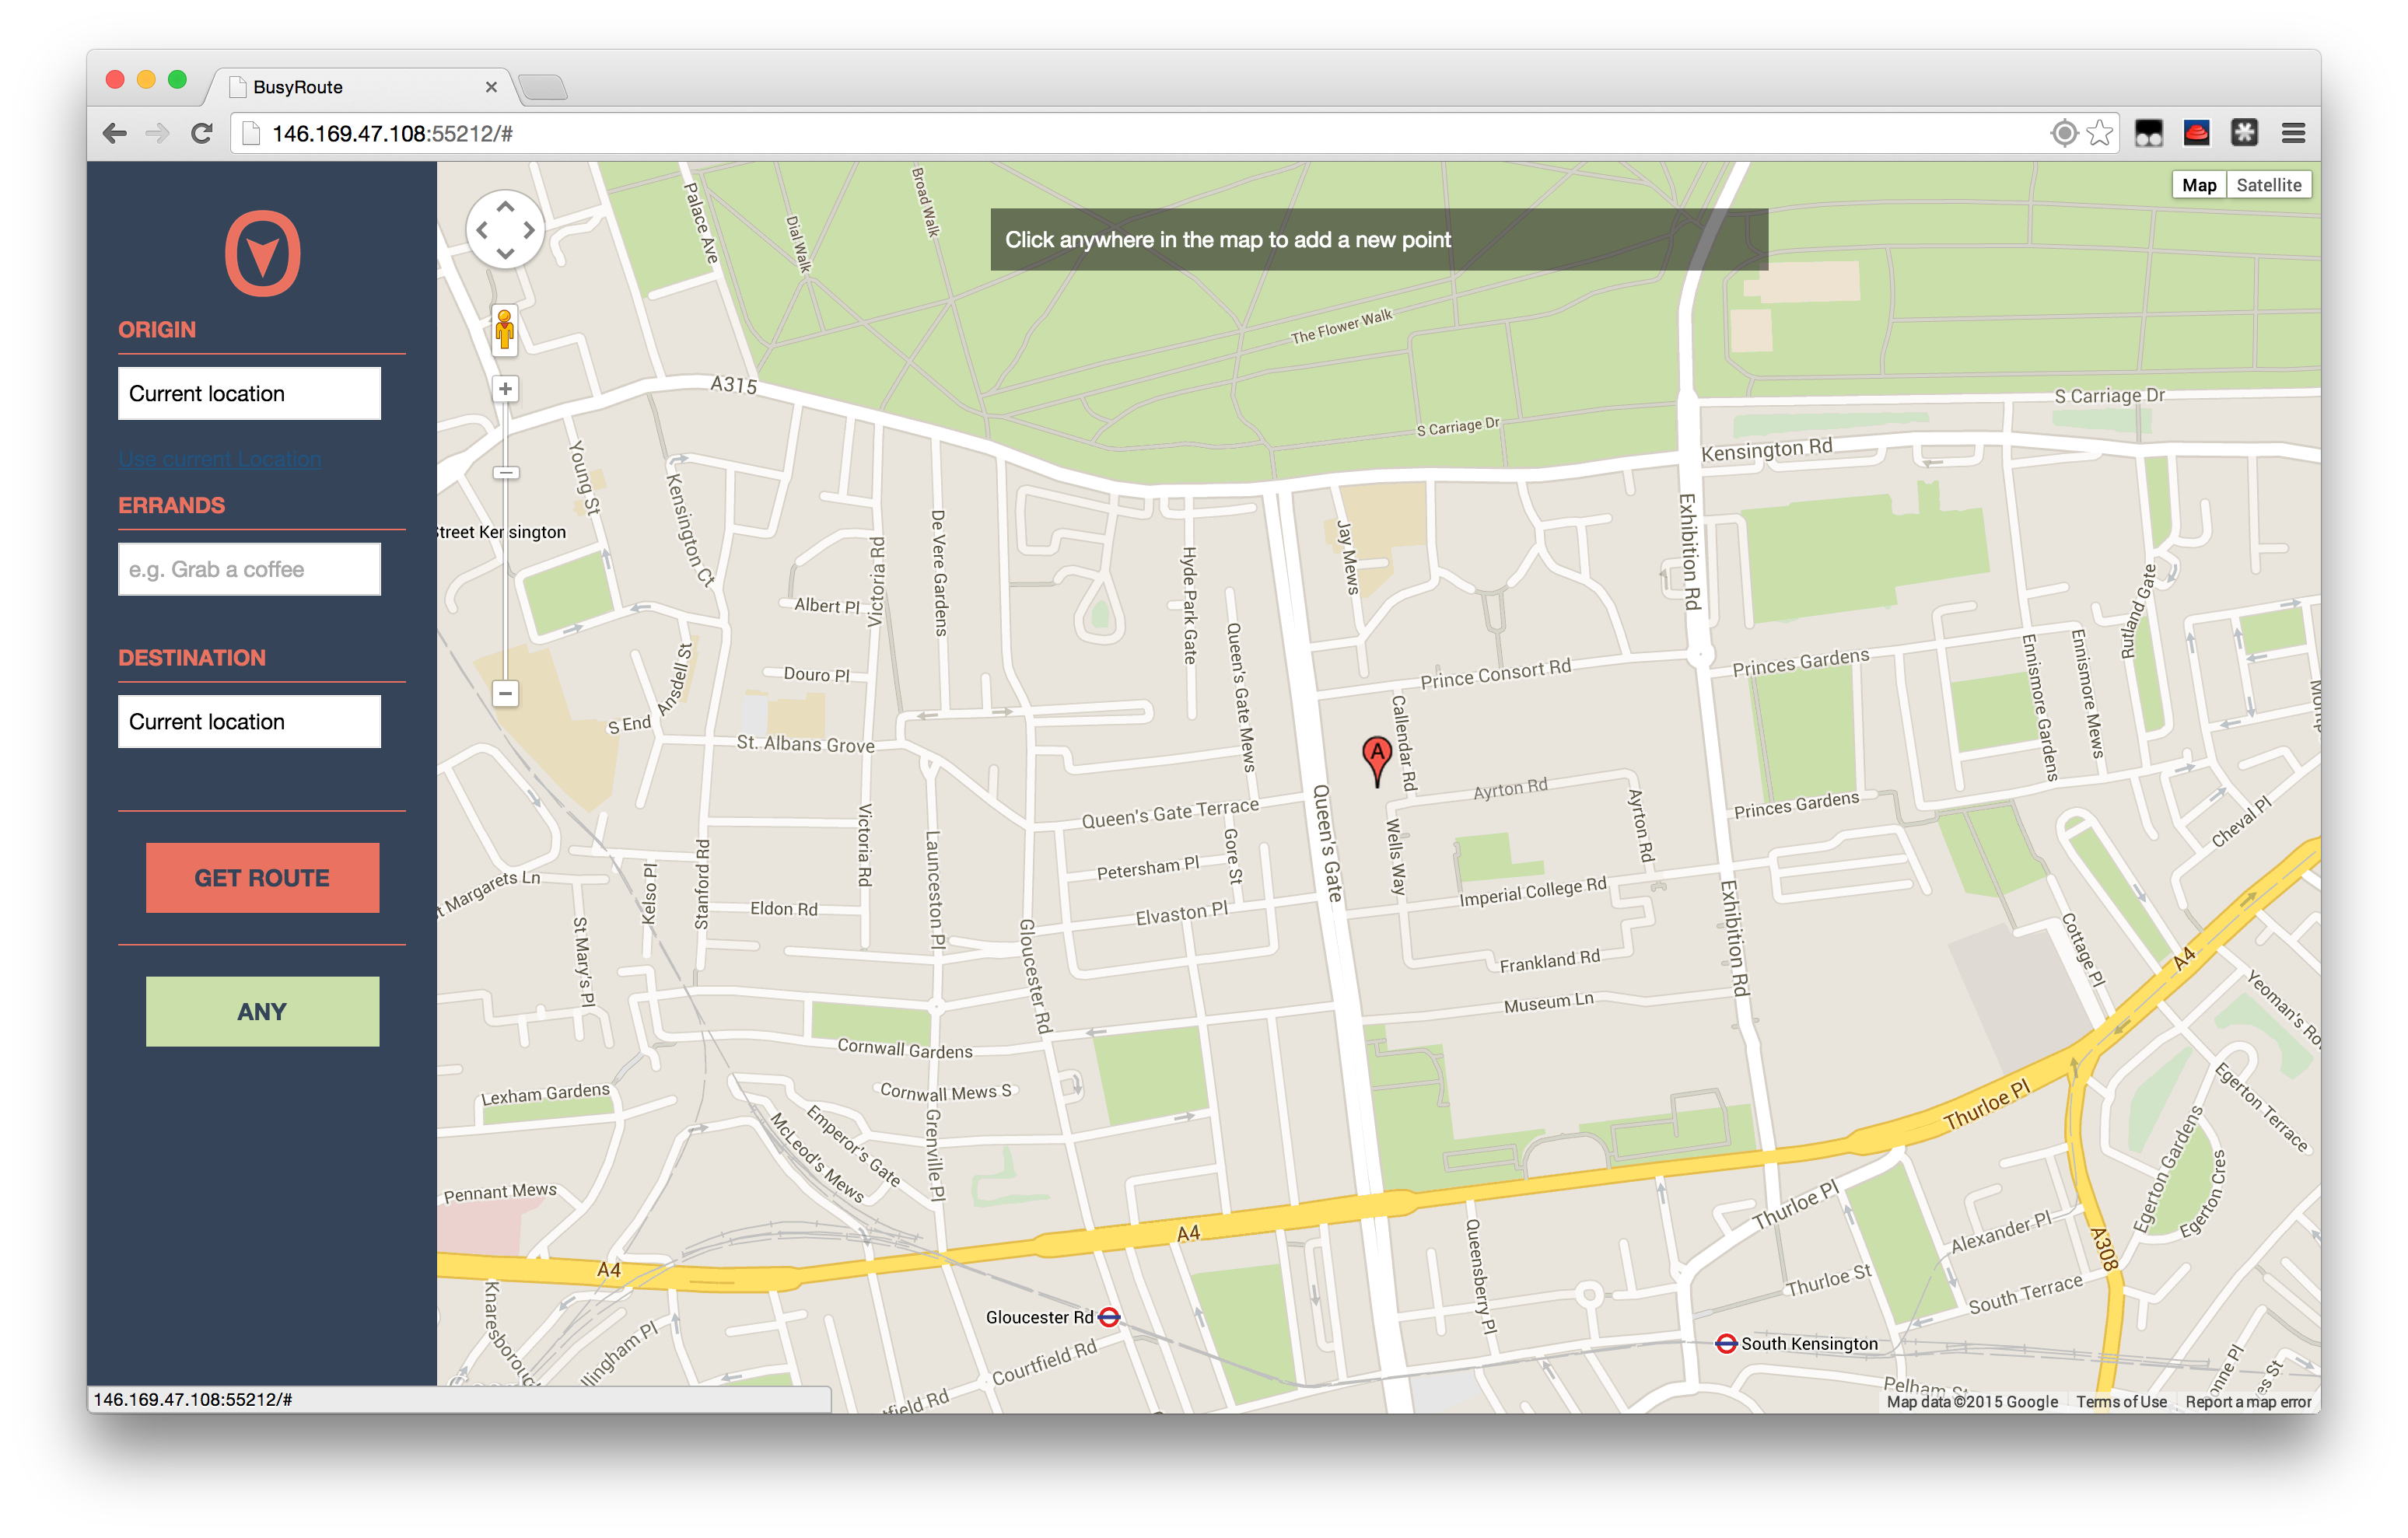 BusyRoute
146.169.47.108:55212/#
ORIGIN
Current location
Use current Location
ERRANDS
e.g. Grab a coffee
DESTINATION
Current location
GET ROUTE
ANY
146.169.47.108:55212/#
Click anywhere in the map to add a new point
Map
Satellite
Palace Ave
Dial Walk
Broad Walk
The Flower Walk
A315
S Carriage Dr
S Carriage Dr
Kensington Rd
Young St
Kensington Ct
Street Kensington
De Vere Gardens
Victoria Rd
Albert Pl
Hyde Park Gate
Jay Mews
Exhibition Rd
Queen's Gate Mews
Rutland Gate
Ennismore Gardens
Ennismore Mews
Ansdell St
Douro Pl
S End
St. Albans Grove
Prince Consort Rd
Princes Gardens
Callendar Rd
A
Ayrton Rd
Ayrton Rd
Princes Gardens
Queen's Gate Terrace
Queen's Gate
Wells Way
Gore St
Petersham Pl
Cheval Pl
Victoria Rd
Launceston Pl
Stanford Rd
Kelso Pl
t Margarets Ln
St Mary's Pl
Eldon Rd
Elvaston Pl
Imperial College Rd
Exhibition Rd
Gloucester Rd
Frankland Rd
Museum Ln
Cottage Pl
A4
Yeoman's Ro
Cornwall Gardens
Cornwall Mews S
Lexham Gardens
Emperor's Gate
McLeod's Mews
Grenville Pl
Thurloe Pl
Egerton Terrace
Egerton Gardens
Egerton Cres
Pennant Mews
Thurloe Pl
Alexander Pl
A4
A4
Queensberry Pl
Thurloe St
South Terrace
A308
Knaresboroug
llingham Pl
Gloucester Rd
Courtfield Rd
South Kensington
Pelham St
tfield Rd
onne Pl
es St
Map data ©2015 Google
Terms of Use
Report a map error